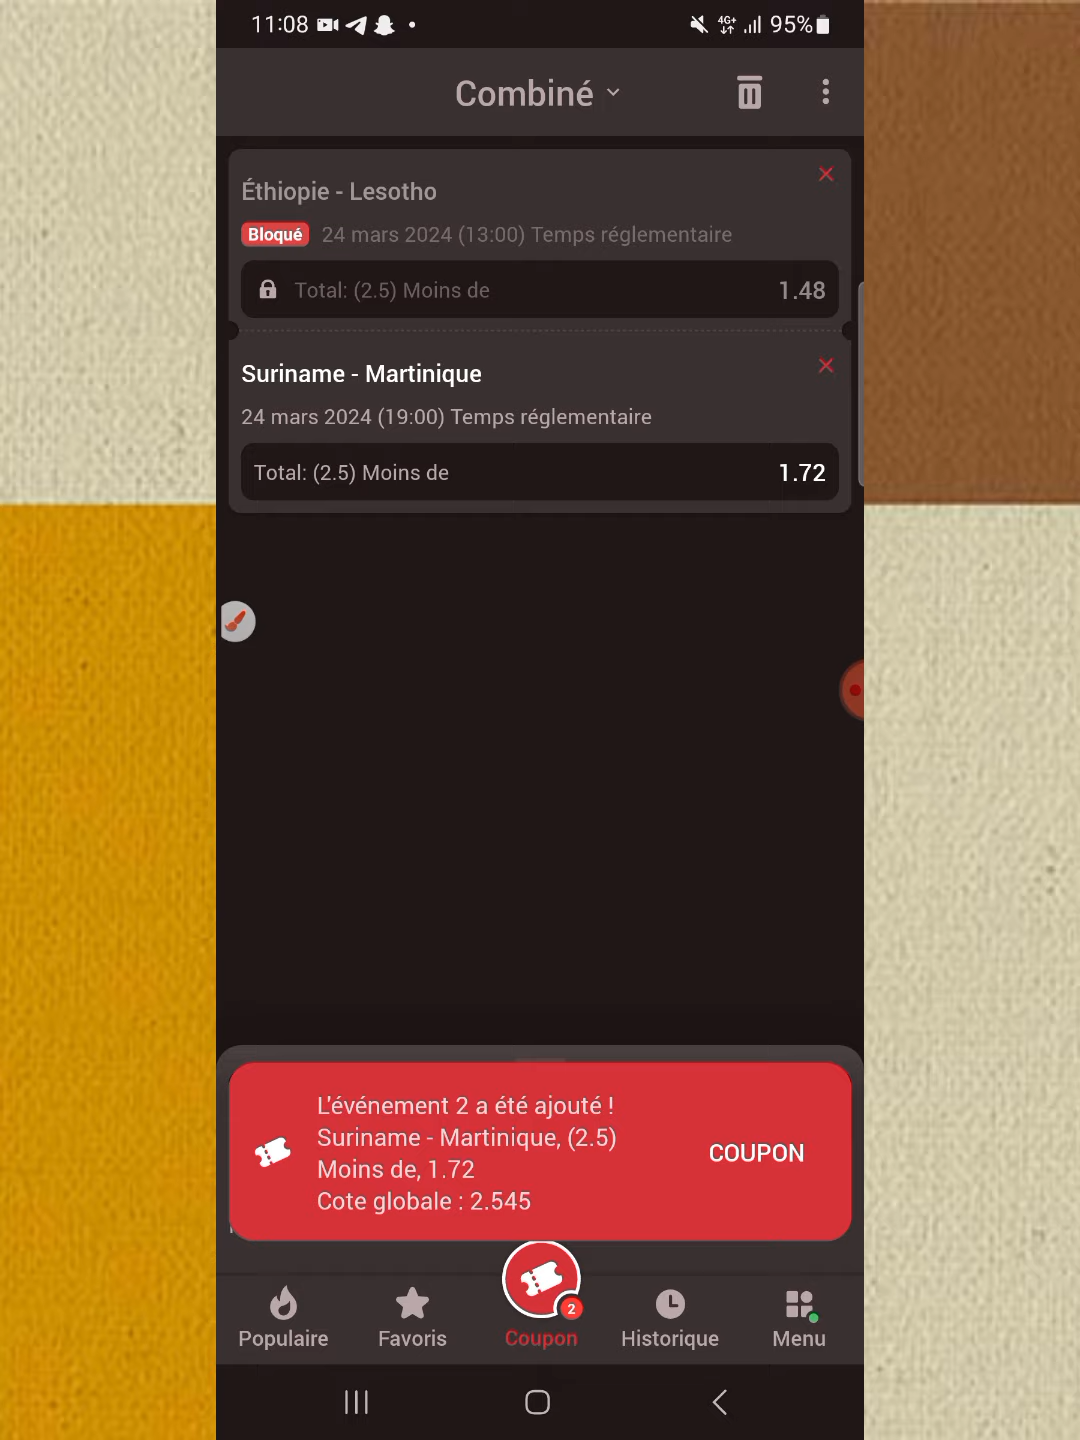 11:08
4G+
95%
Combiné
Éthiopie - Lesotho
Bloqué 24 mars 2024 (13:00) Temps réglementaire
Total: (2.5) Moins de 1.48
Suriname - Martinique
24 mars 2024 (19:00) Temps réglementaire
Total: (2.5) Moins de 1.72
L'événement 2 a été ajouté !
Suriname - Martinique, (2.5)
Moins de, 1.72
Cote globale : 2.545
COUPON
2
Populaire Favoris Coupon Historique Menu